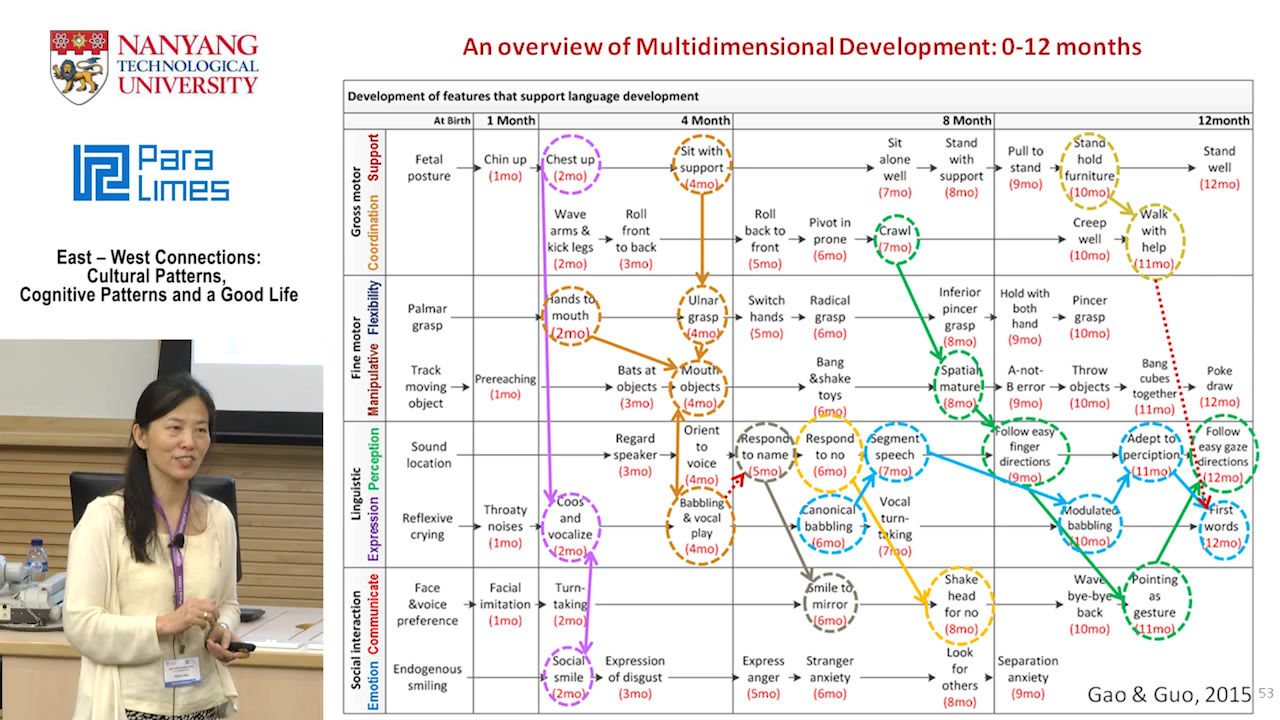 NANYANG
TECHNOLOGICAL
UNIVERSITY
Para
Limes
East – West Connections:
Cultural Patterns,
Cognitive Patterns and a Good Life
An overview of Multidimensional Development: 0-12 months
Development of features that support language development
At Birth
1 Month
4 Month
8 Month
12month
Gross motor
Coordination Support
Fetal
posture
Chin up
(1mo)
Chest up
(2mo)
Sit with
support
(4mo)
Sit
alone
well
(7mo)
Stand
with
support
(8mo)
Pull to
stand
(9mo)
Stand
hold
furniture
(10mo)
Stand
well
(12mo)
Wave
arms &
kick legs
(2mo)
Roll
front
to back
(3mo)
Roll
back to
front
(5mo)
Pivot in
prone
(6mo)
Crawl
(7mo)
Creep
well
(10mo)
Walk
with
help
(11mo)
Fine motor
Manipulative Flexibility
Palmar
grasp
Hands to
mouth
(2mo)
Ulnar
grasp
(4mo)
Switch
hands
(5mo)
Radical
grasp
(6mo)
Inferior
pincer
grasp
(8mo)
Hold with
both
hand
(9mo)
Pincer
grasp
(10mo)
Track
moving
object
Prereaching
(1mo)
Bats at
objects
(3mo)
Mouth
objects
(4mo)
Bang
&shake
toys
(6mo)
Spatial
mature
(8mo)
A-not-
B error
(9mo)
Throw
objects
(10mo)
Bang
cubes
together
(11mo)
Poke
draw
(12mo)
Linguistic
Expression Perception
Sound
location
Regard
speaker
(3mo)
Orient
to
voice
(4mo)
Respond
to name
(5mo)
Respond
to no
(6mo)
Segment
speech
(7mo)
Follow easy
finger
directions
(9mo)
Adept to
perciption
(11mo)
Follow
easy gaze
directions
(12mo)
Reflexive
crying
Throaty
noises
(1mo)
Coos
and
vocalize
(2mo)
Babbling
& vocal
play
(4mo)
Canonical
babbling
(6mo)
Vocal
turn-
taking
(7mo)
Modulated
babbling
(10mo)
First
words
(12mo)
Social interaction
Emotion Communicate
Face
&voice
preference
Facial
imitation
(1mo)
Turn-
taking
(2mo)
Smile to
mirror
(6mo)
Shake
head
for no
(8mo)
Wave
bye-bye
back
(10mo)
Pointing
as
gesture
(11mo)
Endogenous
smiling
Social
smile
(2mo)
Expression
of disgust
(3mo)
Express
anger
(5mo)
Stranger
anxiety
(6mo)
Look
for
others
(8mo)
Separation
anxiety
(9mo)
Gao & Guo, 2015
53